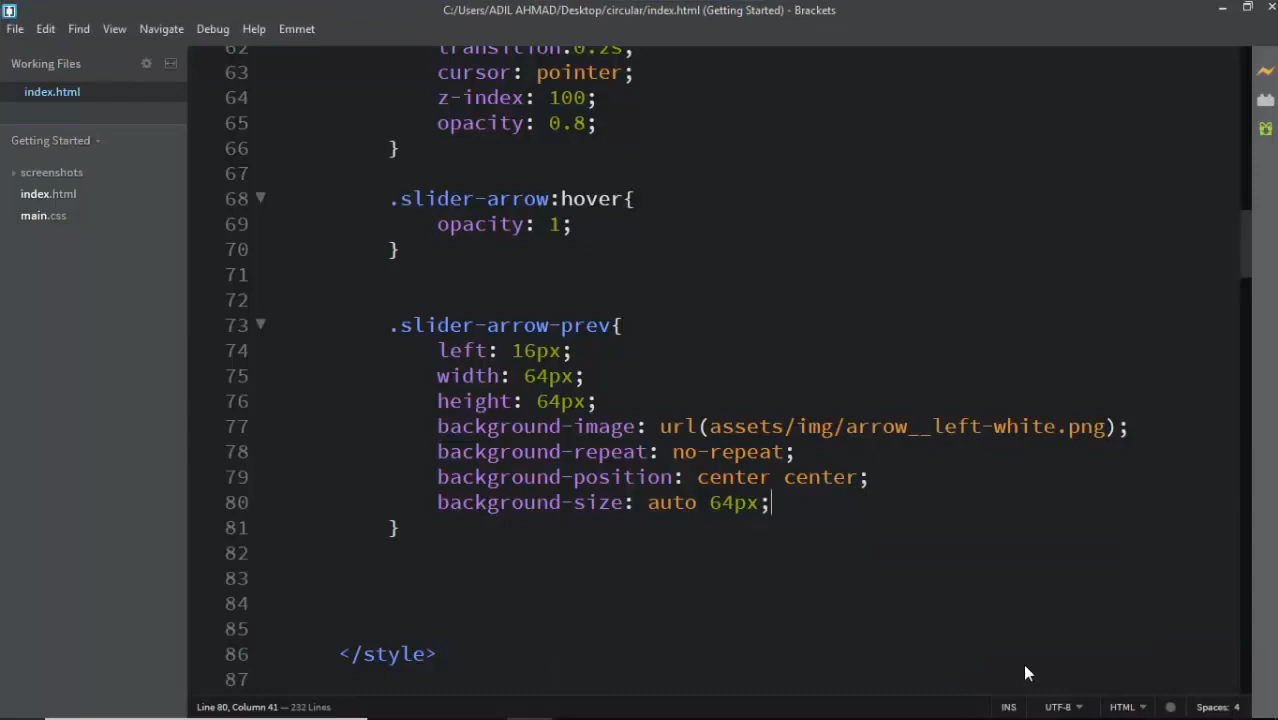 C:/Users/ADIL AHMAD/Desktop/circular/index.html (Getting Started) - Brackets
File Edit Find View Navigate Debug Help Emmet
Working Files
index.html
Getting Started
screenshots
index.html
main.css
62 transition:0.2s;
63 cursor: pointer;
64 z-index: 100;
65 opacity: 0.8;
66 }
67
68 .slider-arrow:hover{
69 opacity: 1;
70 }
71
72
73 .slider-arrow-prev{
74 left: 16px;
75 width: 64px;
76 height: 64px;
77 background-image: url(assets/img/arrow__left-white.png);
78 background-repeat: no-repeat;
79 background-position: center center;
80 background-size: auto 64px;
81 }
82
83
84
85
86 </style>
87
Line 80, Column 41 — 232 Lines INS UTF-8 HTML Spaces: 4